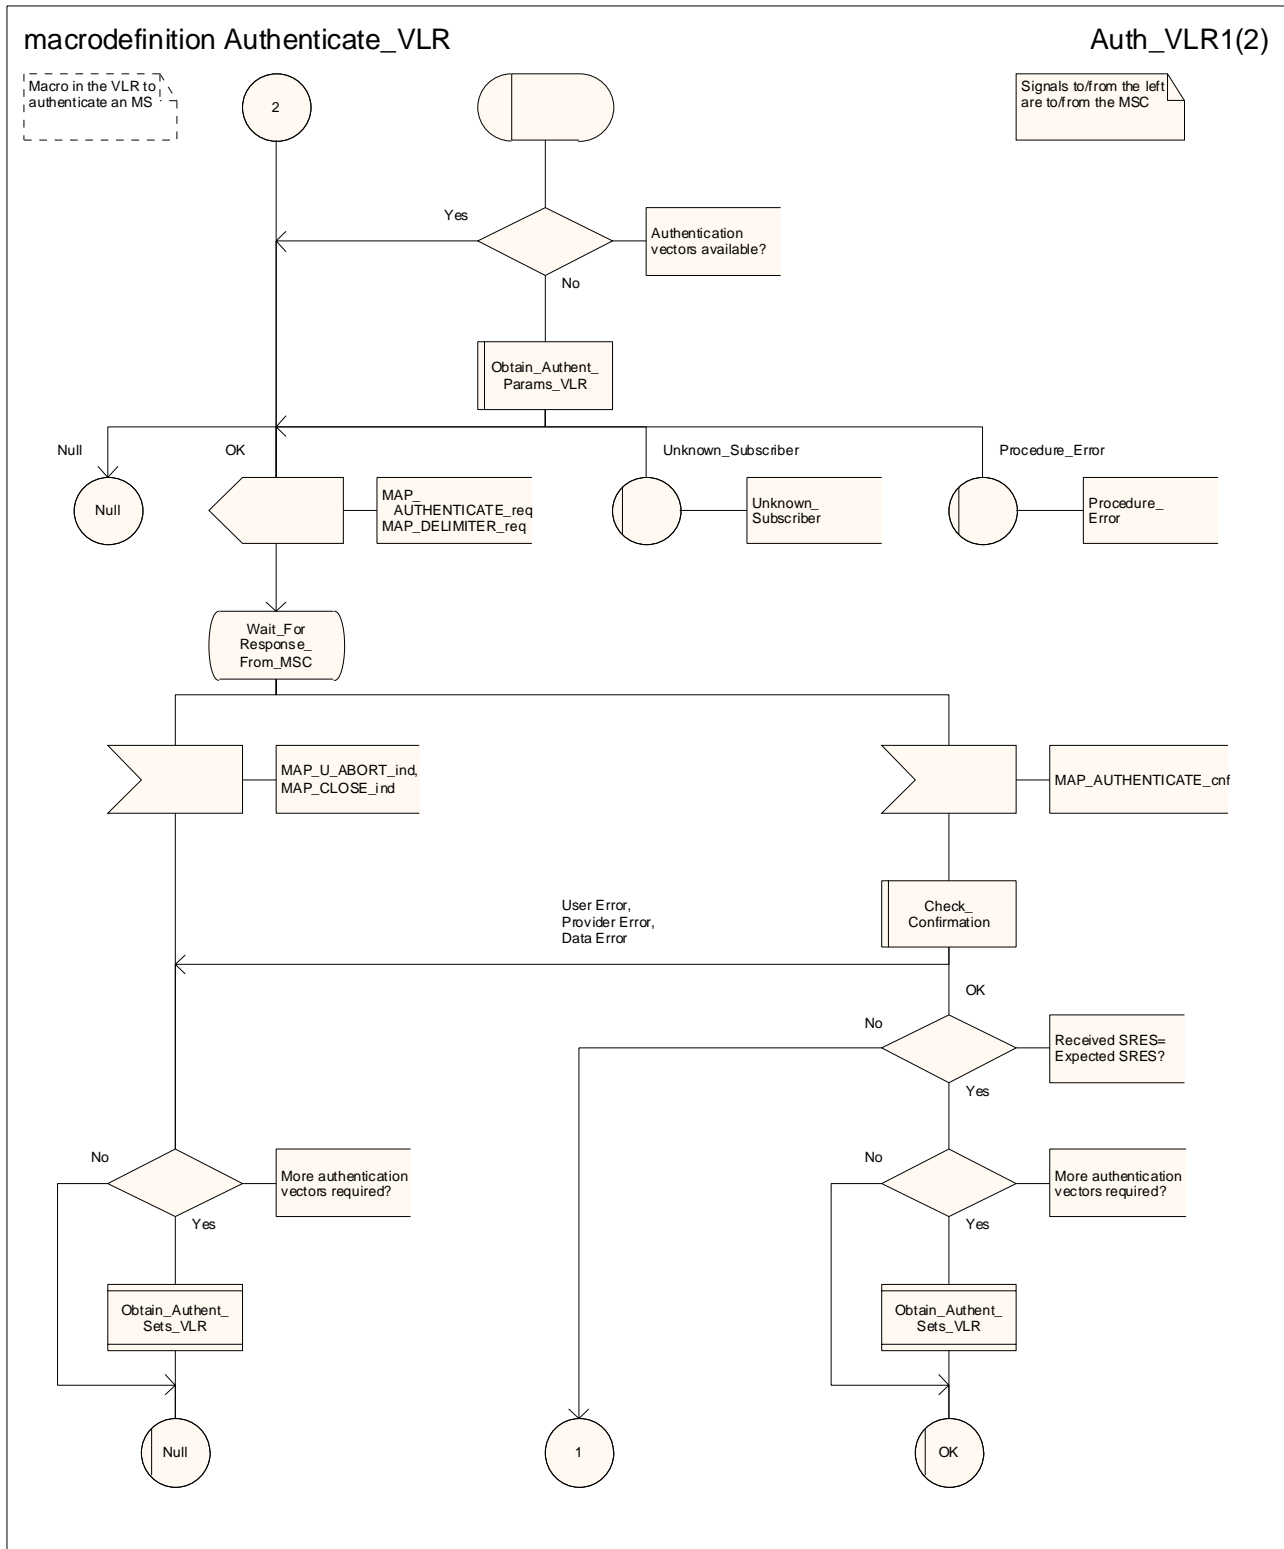 macrodefinition Authenticate_VLR
Auth_VLR1(2)
Macro in the VLR to
authenticate an MS
2
Signals to/from the left
are to/from the MSC
Yes
Authentication
vectors available?
No
Obtain_Authent_
Params_VLR
Null
OK
Unknown_Subscriber
Procedure_Error
Null
MAP_
AUTHENTICATE_req
MAP_DELIMITER_req
Unknown_
Subscriber
Procedure_
Error
Wait_For
Response_
From_MSC
MAP_U_ABORT_ind,
MAP_CLOSE_ind
MAP_AUTHENTICATE_cnf
User Error,
Provider Error,
Data Error
Check_
Confirmation
OK
No
Received SRES=
Expected SRES?
Yes
No
More authentication
vectors required?
Yes
No
More authentication
vectors required?
Yes
Obtain_Authent_
Sets_VLR
Obtain_Authent_
Sets_VLR
Null
1
OK